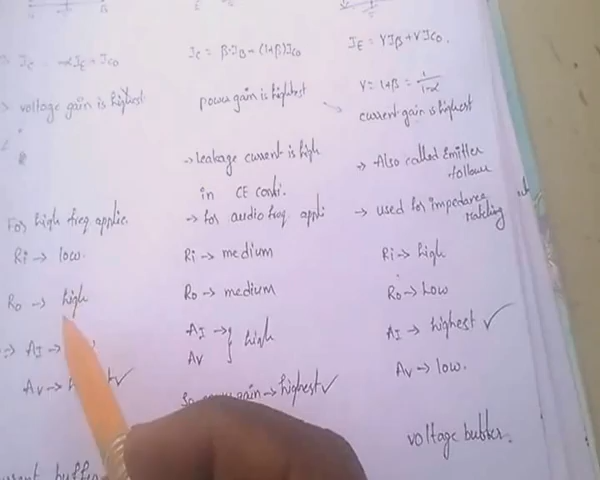 Ic = -αIE + Ico
voltage gain is highest
For high freq. applic.
Ri → low.
Ro → high
AI →
Av →
Ic = β·IB + (1+β)Ico
power gain is highest
→ leakage current is high
in CE confi.
→ for audio freq. appli
Ri → medium
Ro → medium
AI →
Av
} high
gain → highest ✓
IE = γIB + γIco.
γ = 1+β = 1/1-α
current gain is highest
→ Also called Emitter
follower
→ used for impedance
matching
Ri → high
Ro → low
AI → highest ✓
Av → low.
voltage buffer.